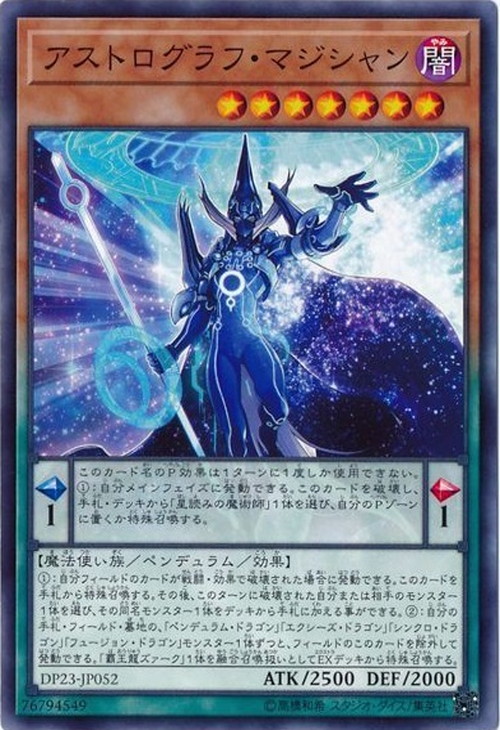 アストログラフ・マジシャン
闇
このカード名のP効果は1ターンに1度しか使用できない。
①:自分メインフェイズに発動できる。このカードを破壊し、
手札・デッキから「星読みの魔術師」1体を選び、自分のPゾーン
に置くか特殊召喚する。
1
1
【魔法使い族/ペンデュラム/効果】
①:自分フィールドのカードが戦闘・効果で破壊された場合に発動できる。このカードを
手札から特殊召喚する。その後、このターンに破壊された自分または相手のモンスター
1体を選び、その同名モンスター1体をデッキから手札に加える事ができる。②:自分の
手札・フィールド・墓地の、「ペンデュラム・ドラゴン」「エクシーズ・ドラゴン」「シンクロ・ド
ラゴン」「フュージョン・ドラゴン」モンスター1体ずつと、フィールドのこのカードを除外して
発動できる。「覇王龍ズァーク」1体を融合召喚扱いとしてEXデッキから特殊召喚する。
DP23-JP052
ATK/2500 DEF/2000
76794549
©高橋和希 スタジオ・ダイス/集英社